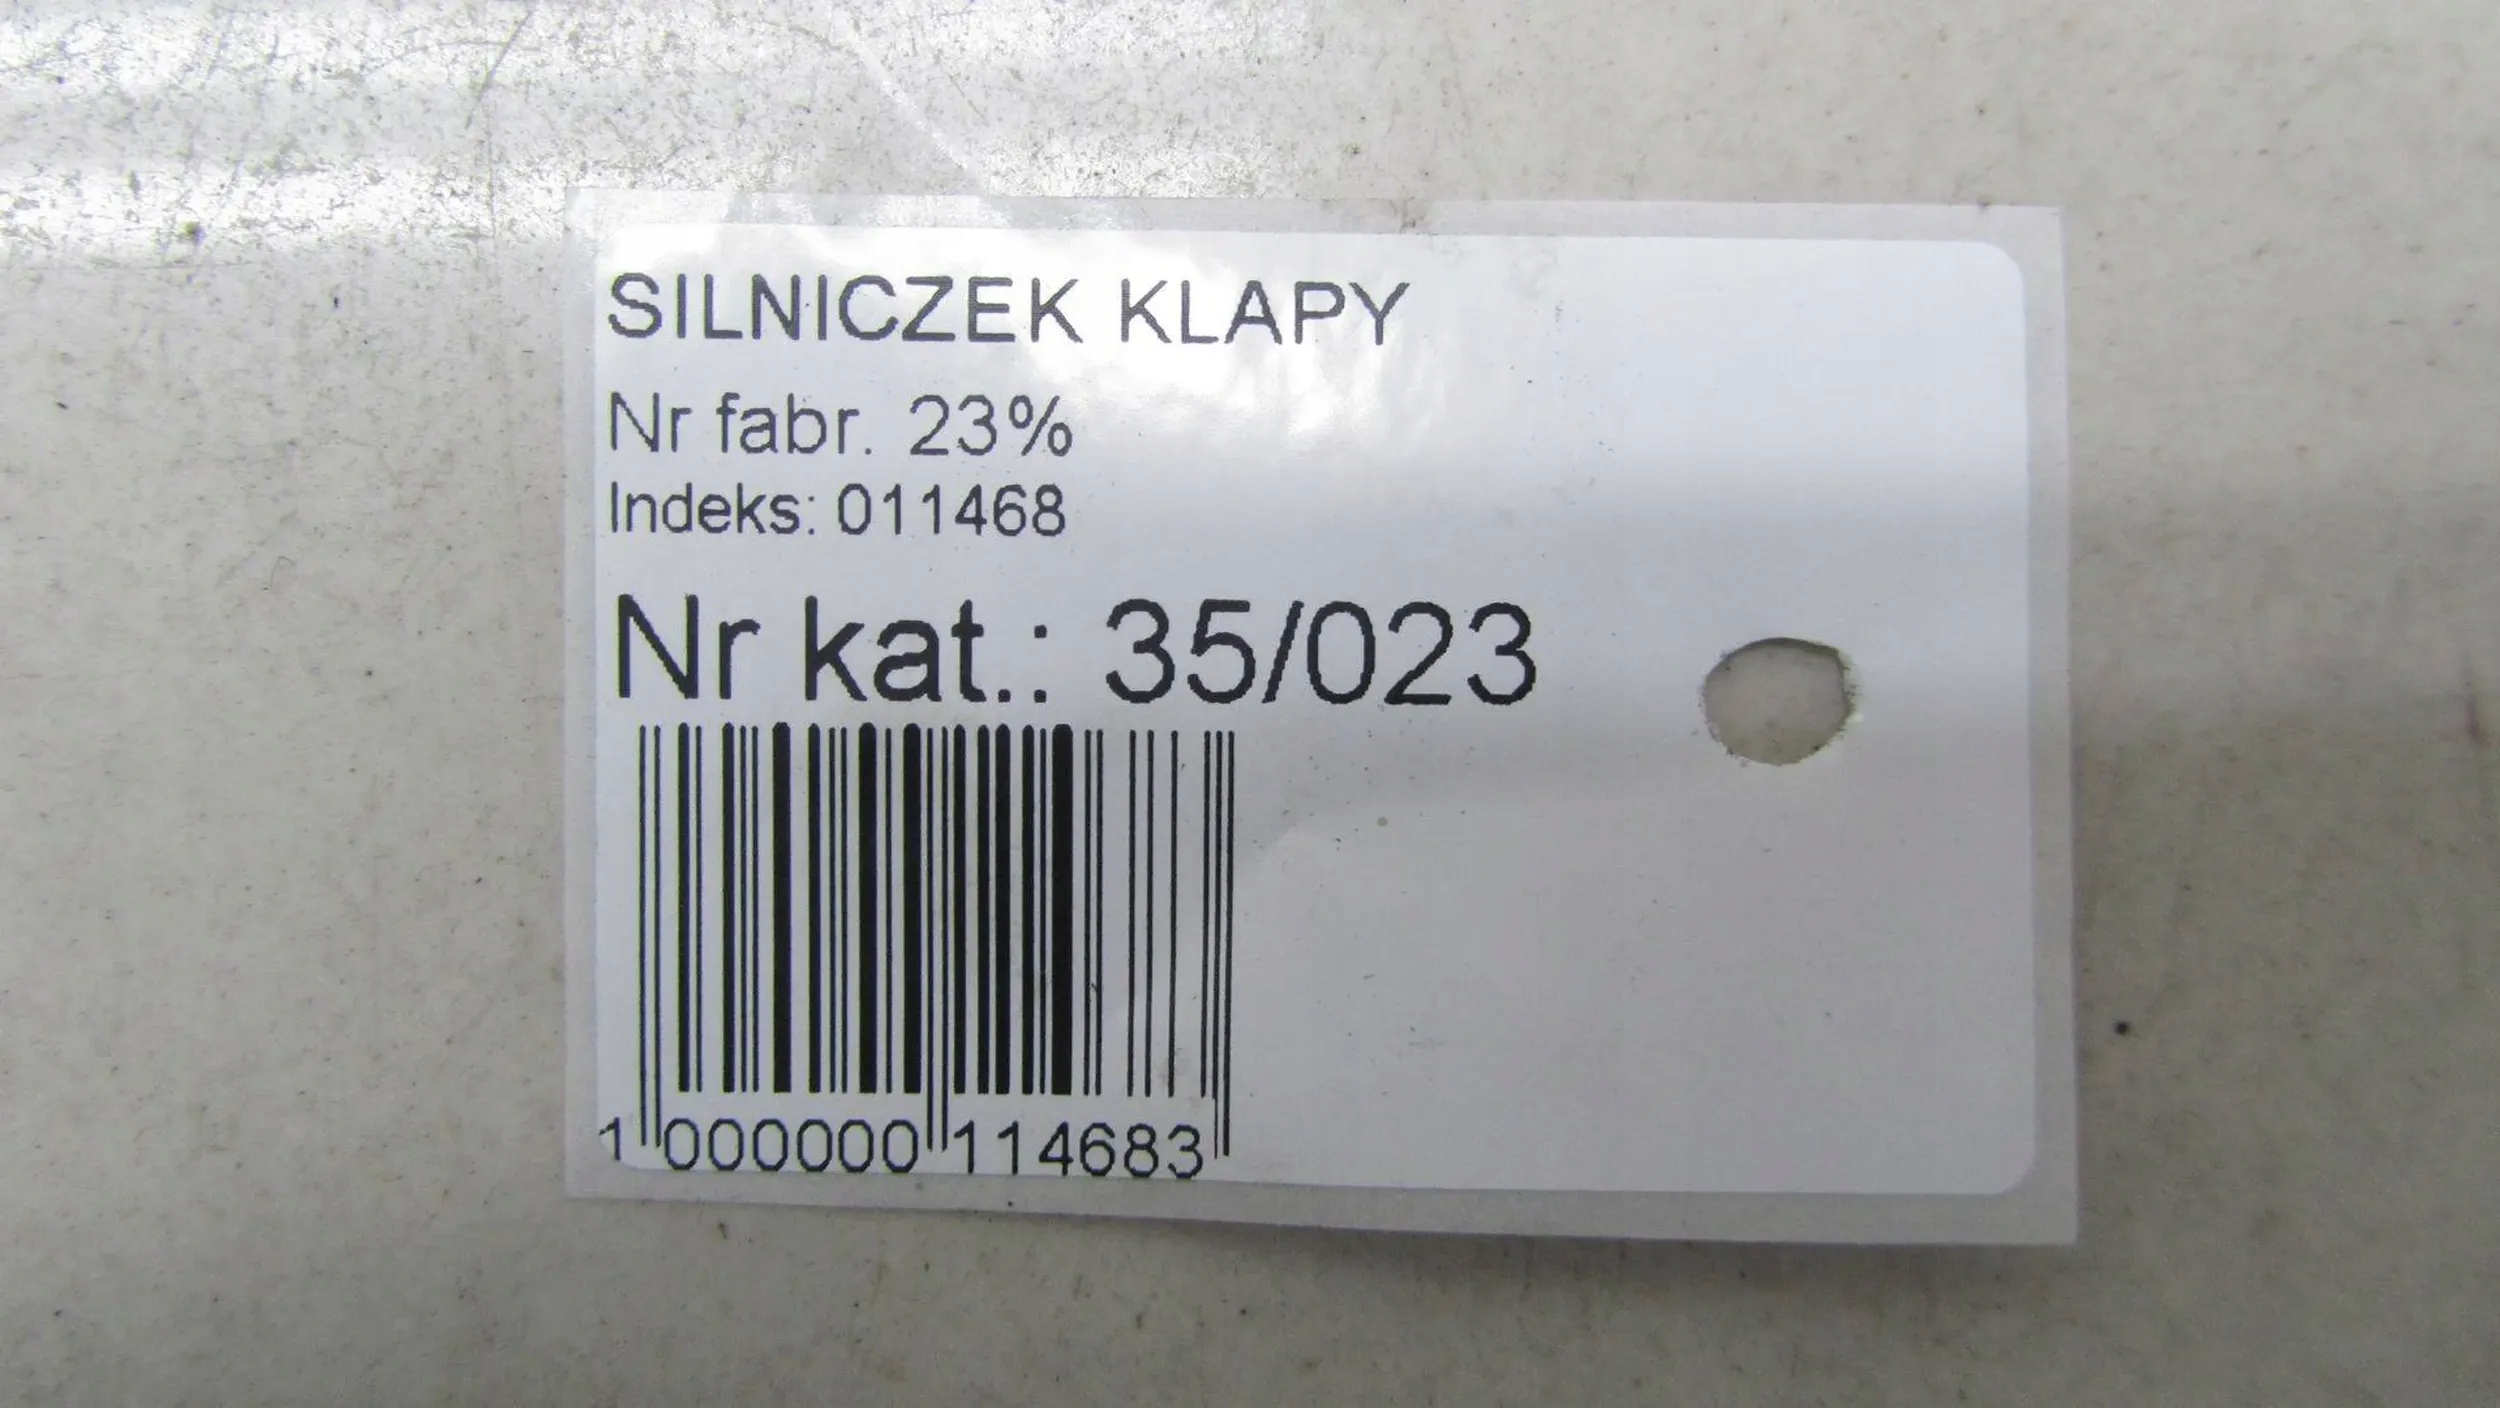 SILNICZEK KLAPY
Nr fabr. 23%
Indeks: 011468
Nr kat.: 35/023
1 000000 114683